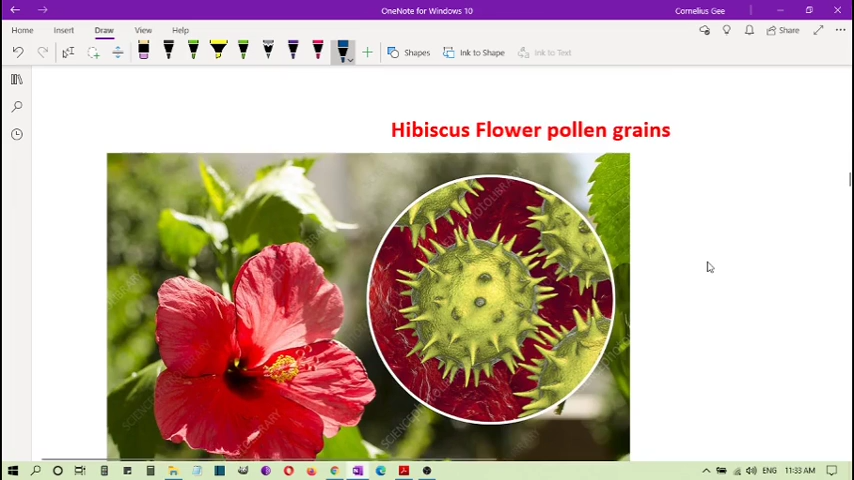 OneNote for Windows 10
Cornelius Gee
Home Insert Draw View Help
Share
Shapes Ink to Shape Ink to Text
Hibiscus Flower pollen grains
ENG 11:33 AM